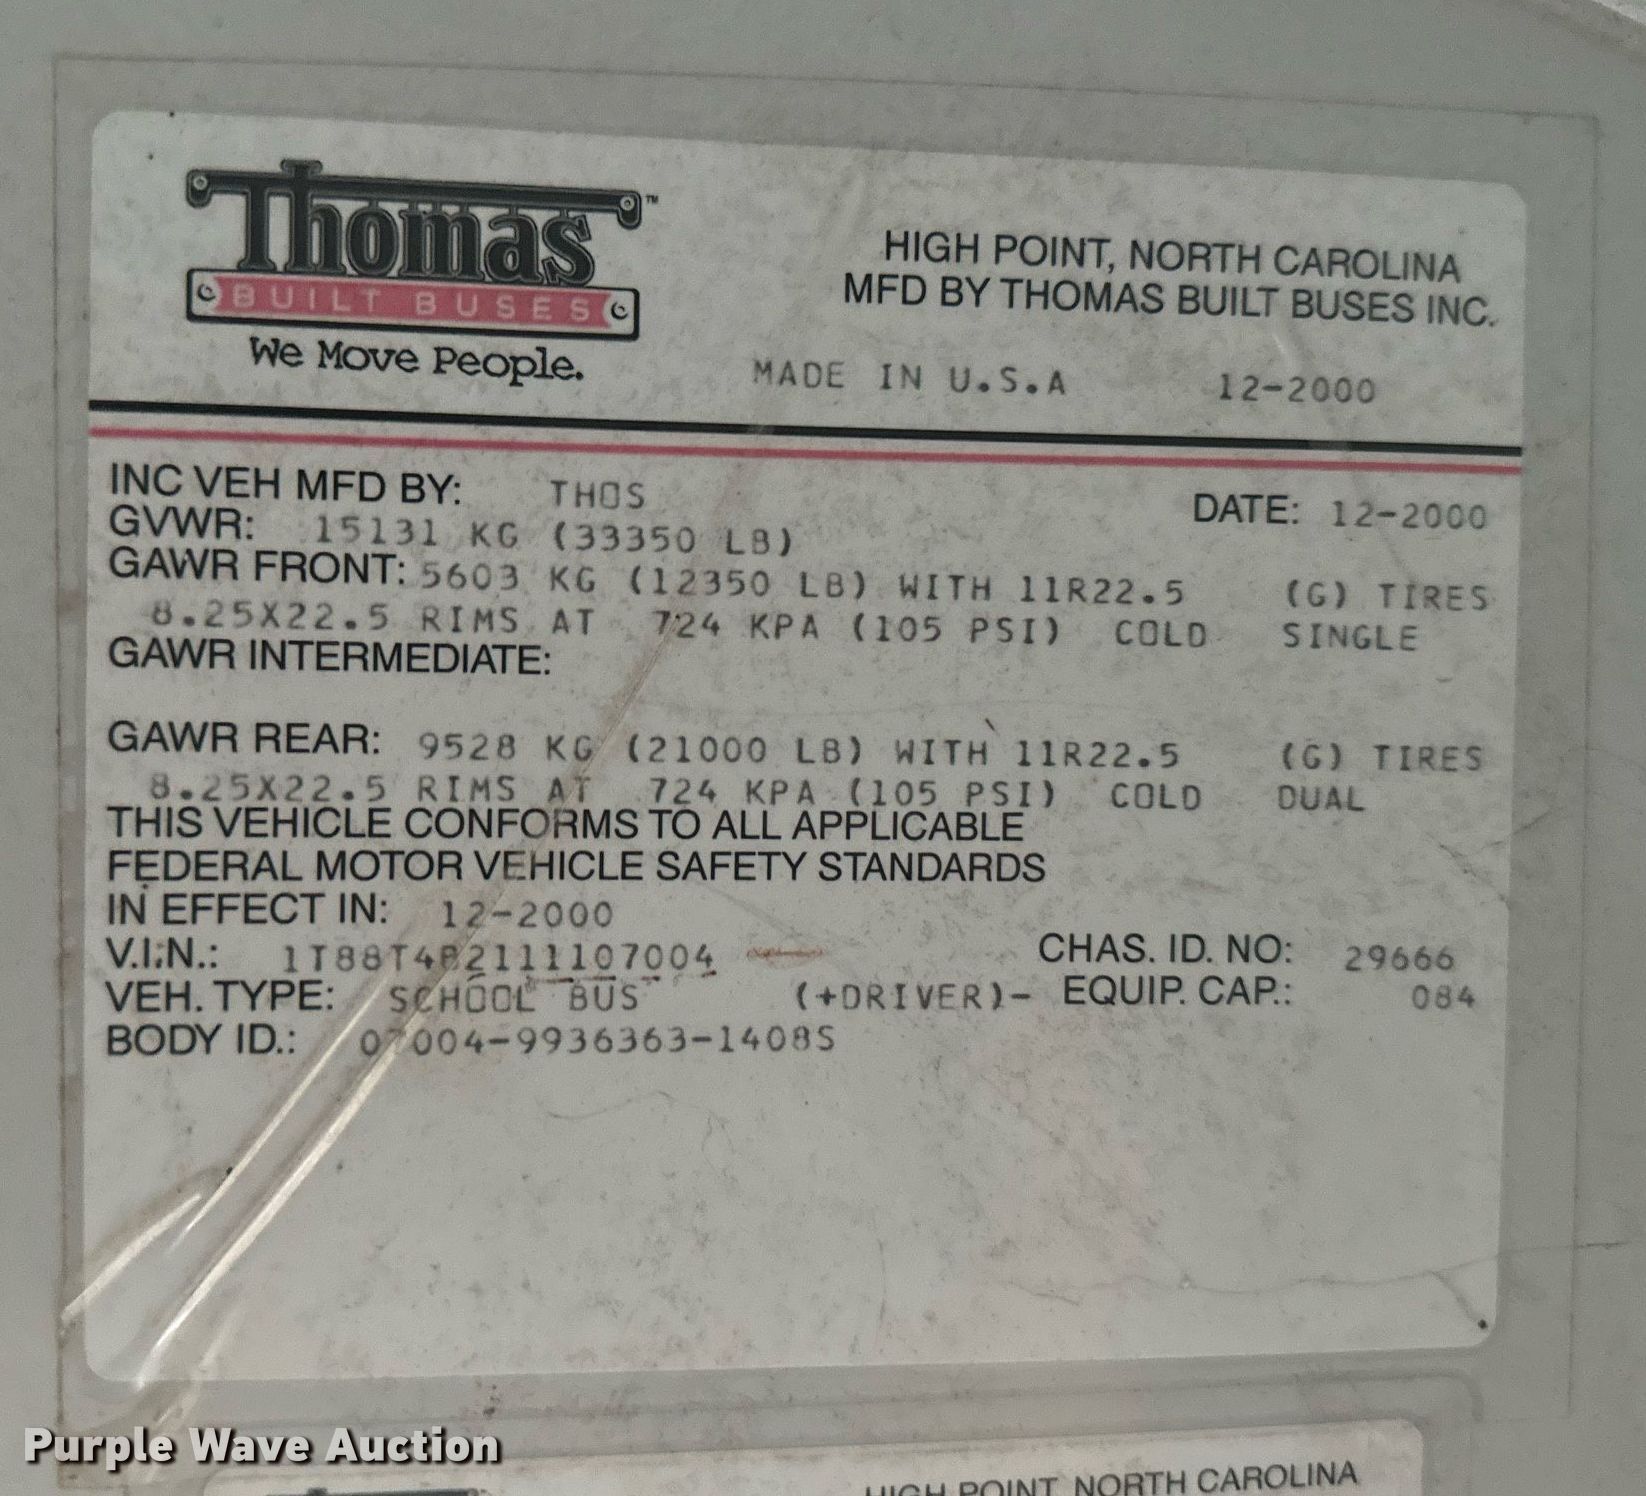 Thomas™
BUILT BUSES
We Move People.
HIGH POINT, NORTH CAROLINA
MFD BY THOMAS BUILT BUSES INC.
MADE IN U.S.A 12-2000
INC VEH MFD BY: THOS DATE: 12-2000
GVWR: 15131 KG (33350 LB)
GAWR FRONT: 5603 KG (12350 LB) WITH 11R22.5 (G) TIRES
8.25X22.5 RIMS AT 724 KPA (105 PSI) COLD SINGLE
GAWR INTERMEDIATE:
GAWR REAR: 9528 KG (21000 LB) WITH 11R22.5 (G) TIRES
8.25X22.5 RIMS AT 724 KPA (105 PSI) COLD DUAL
THIS VEHICLE CONFORMS TO ALL APPLICABLE
FEDERAL MOTOR VEHICLE SAFETY STANDARDS
IN EFFECT IN: 12-2000
V.I.N.: 1T88T4B2111107004 CHAS. ID. NO: 29666
VEH. TYPE: SCHOOL BUS (+DRIVER)- EQUIP. CAP.: 084
BODY ID.: 07004-9936363-1408S
Purple Wave Auction
HIGH POINT, NORTH CAROLINA